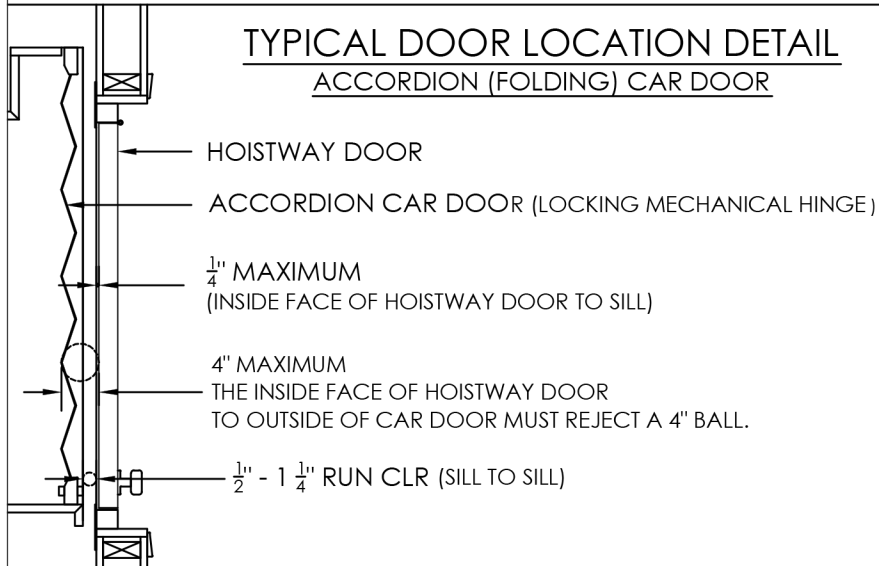 TYPICAL DOOR LOCATION DETAIL
ACCORDION (FOLDING) CAR DOOR
HOISTWAY DOOR
ACCORDION CAR DOOR (LOCKING MECHANICAL HINGE)
1/4" MAXIMUM
(INSIDE FACE OF HOISTWAY DOOR TO SILL)
4" MAXIMUM
THE INSIDE FACE OF HOISTWAY DOOR
TO OUTSIDE OF CAR DOOR MUST REJECT A 4" BALL.
1/2" - 1 1/4" RUN CLR (SILL TO SILL)